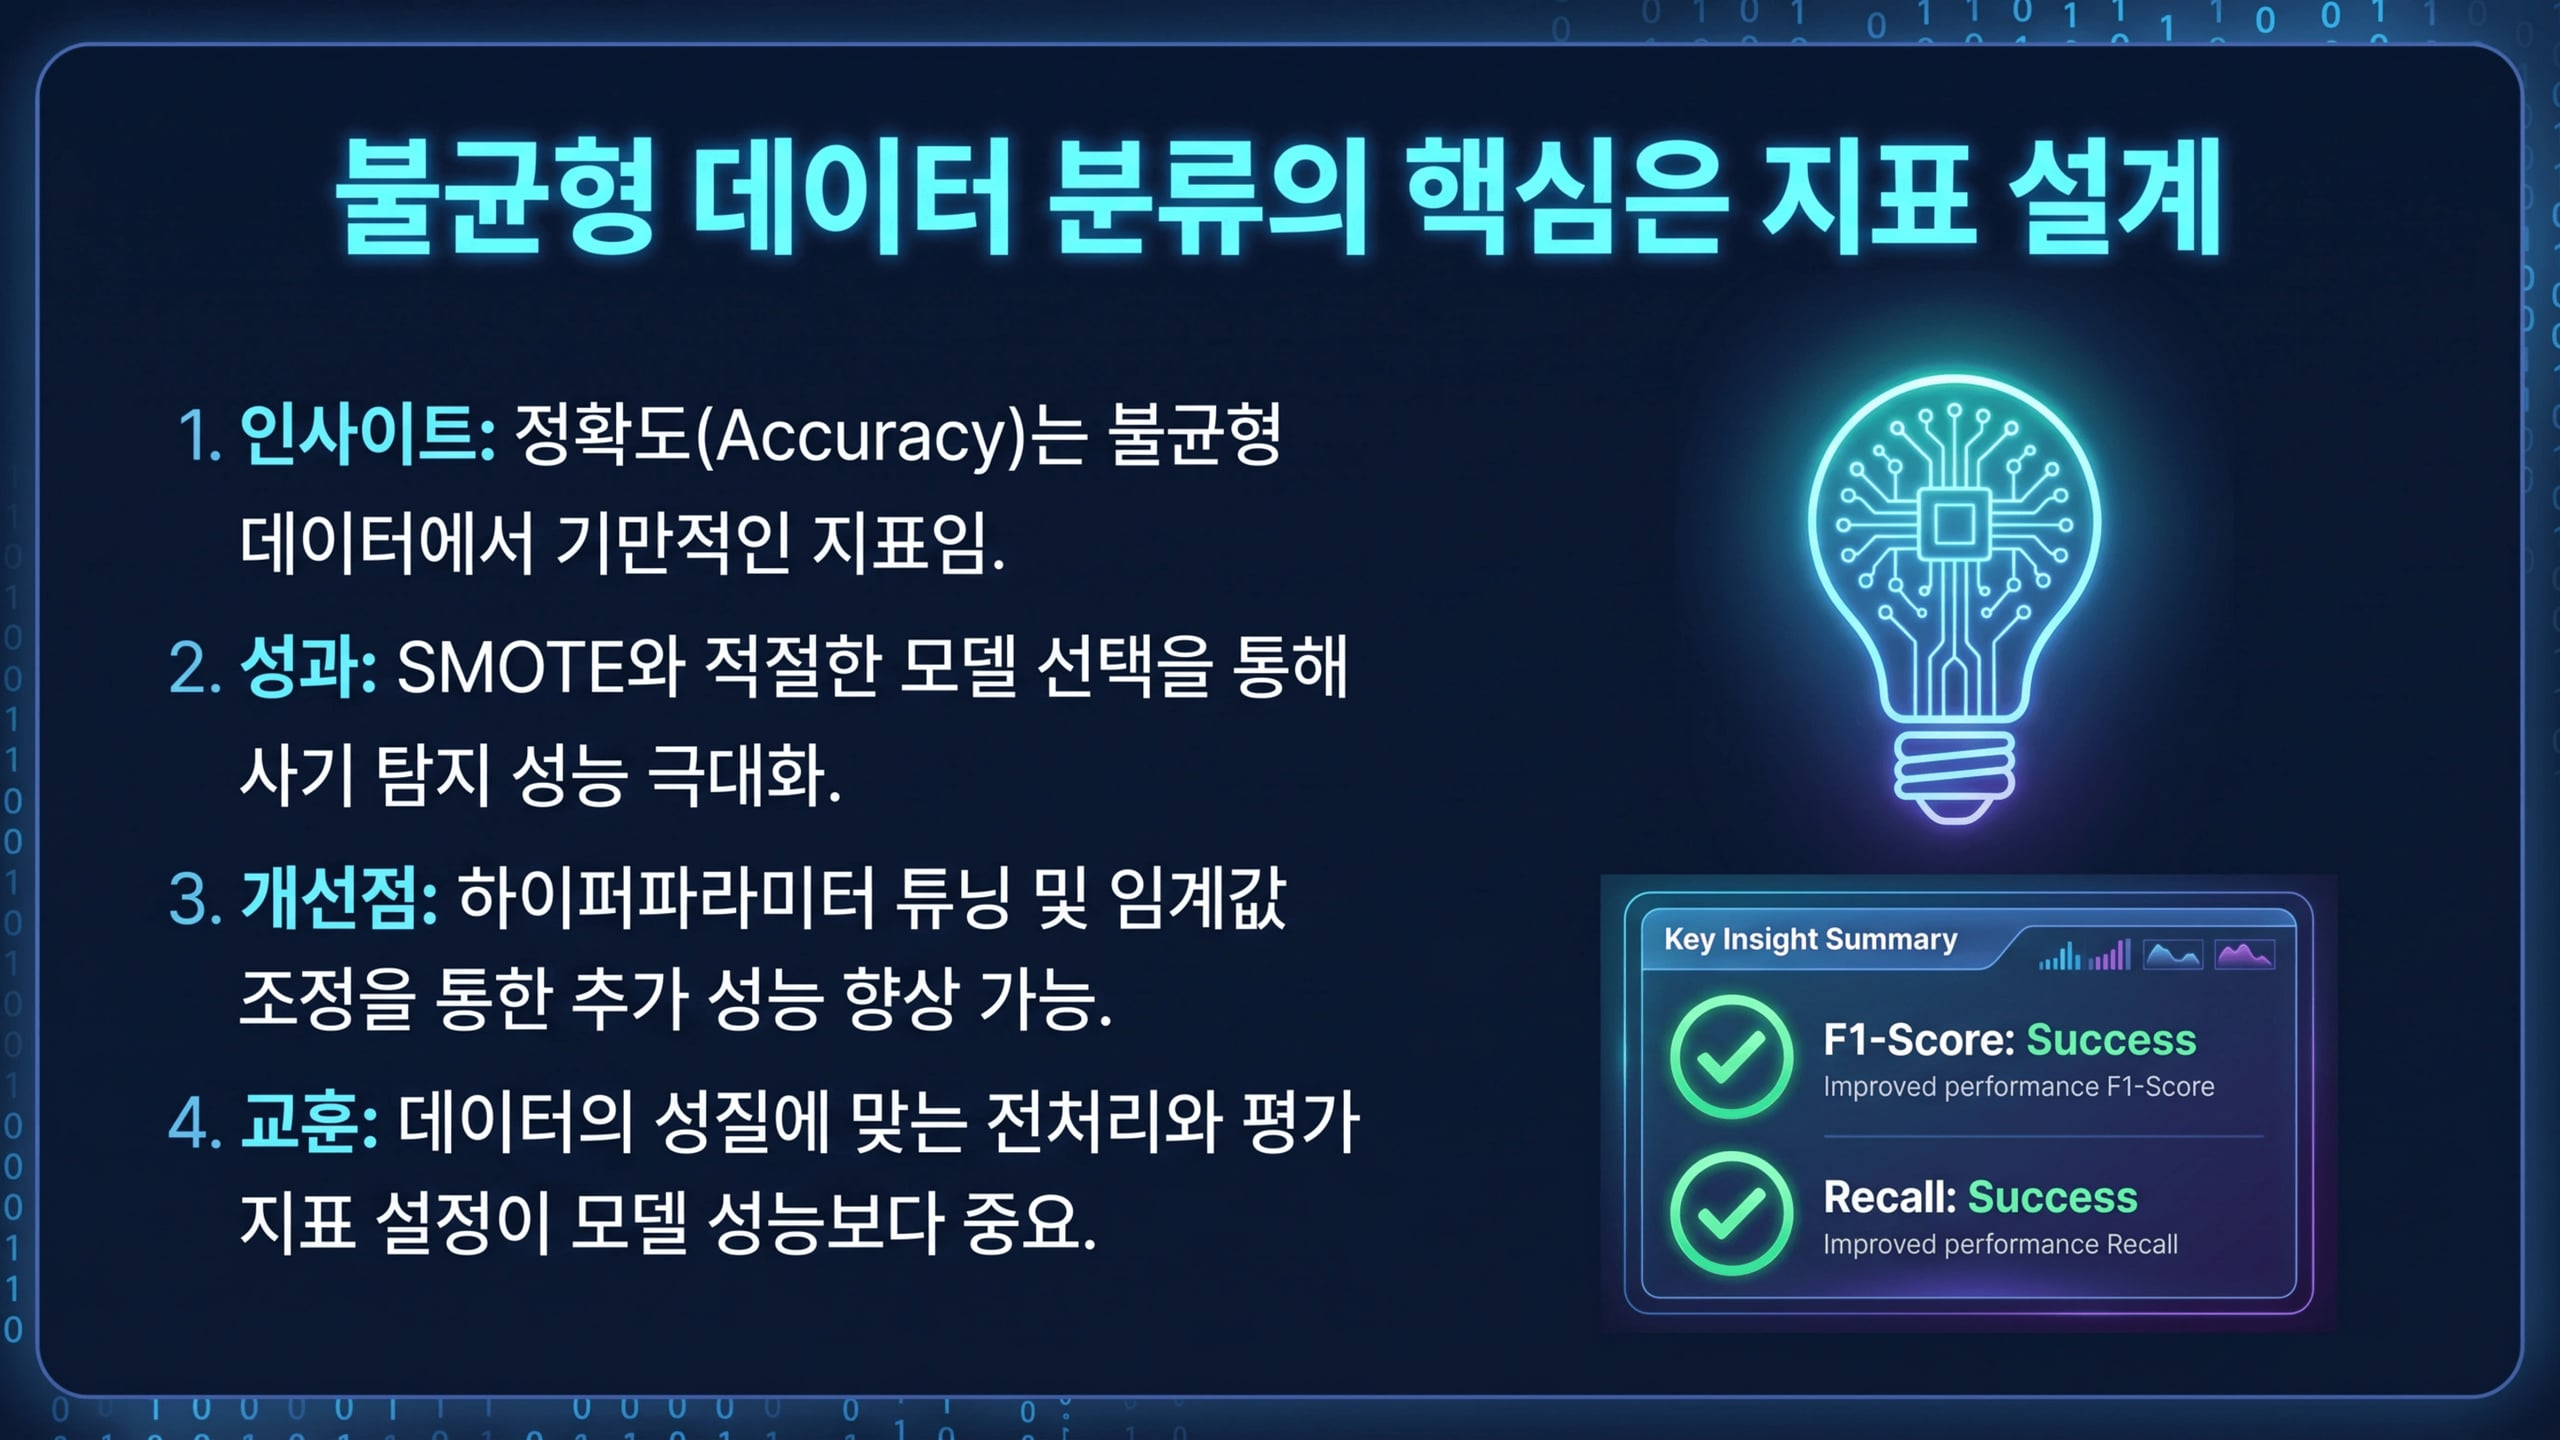 불균형 데이터 분류의 핵심은 지표 설계
1. 인사이트: 정확도(Accuracy)는 불균형
데이터에서 기만적인 지표임.
2. 성과: SMOTE와 적절한 모델 선택을 통해
사기 탐지 성능 극대화.
3. 개선점: 하이퍼파라미터 튜닝 및 임계값
조정을 통한 추가 성능 향상 가능.
4. 교훈: 데이터의 성질에 맞는 전처리와 평가
지표 설정이 모델 성능보다 중요.
Key Insight Summary
F1-Score: Success
Improved performance F1-Score
Recall: Success
Improved performance Recall